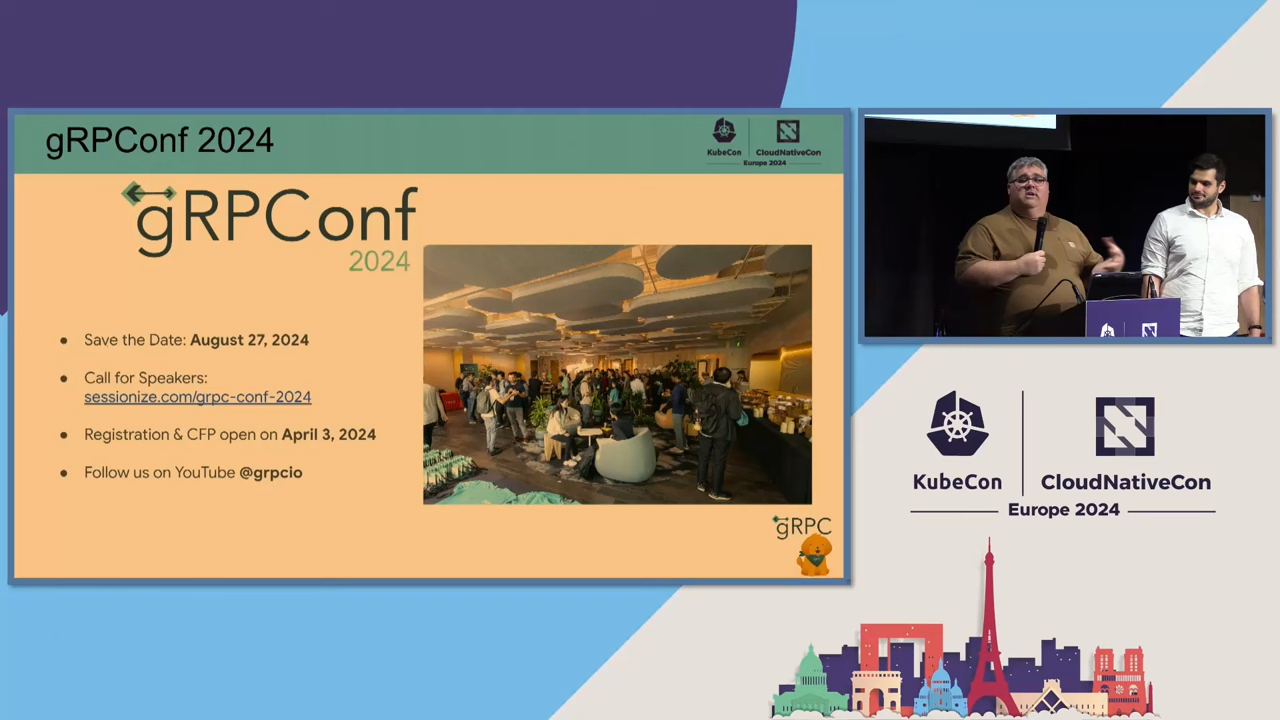 gRPConf 2024
KubeCon
CloudNativeCon
Europe 2024
gRPConf
2024
Save the Date: August 27, 2024
Call for Speakers:
sessionize.com/grpc-conf-2024
Registration & CFP open on April 3, 2024
Follow us on YouTube @grpcio
gRPC
KubeCon
CloudNativeCon
Europe 2024